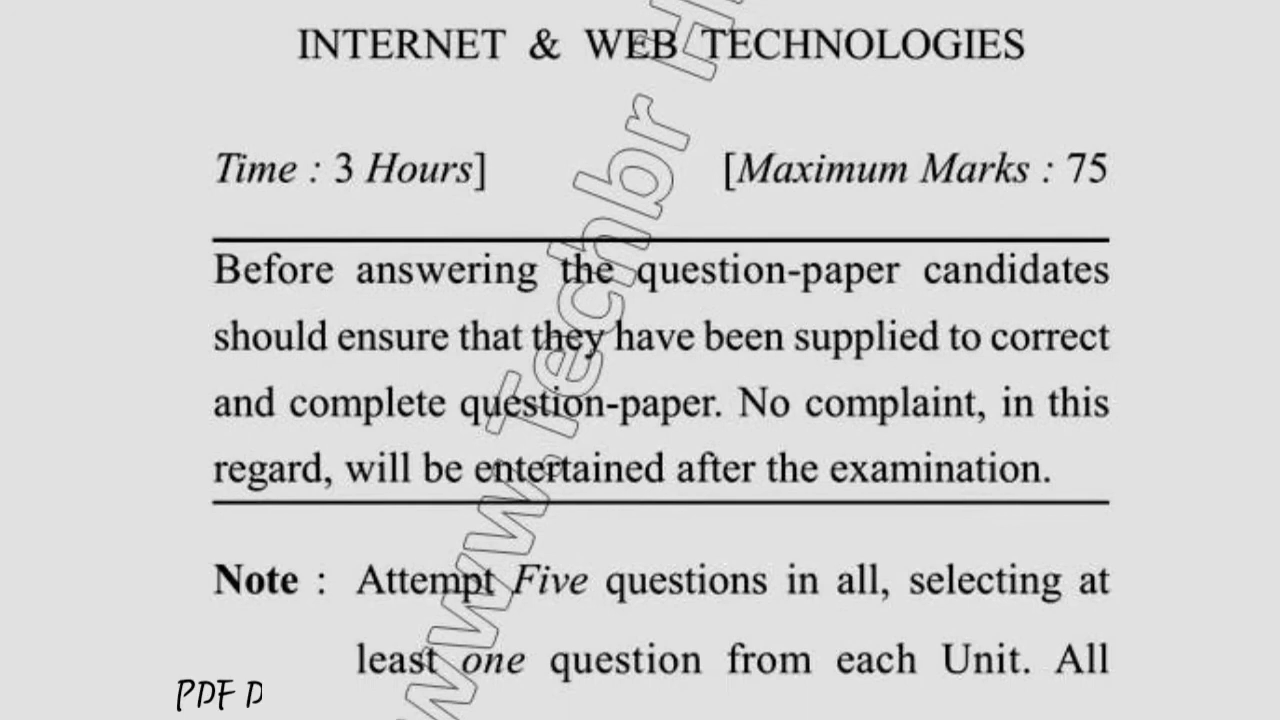 INTERNET & WEB TECHNOLOGIES
Time : 3 Hours] [Maximum Marks : 75
Before answering the question-paper candidates
should ensure that they have been supplied to correct
and complete question-paper. No complaint, in this
regard, will be entertained after the examination.
Note : Attempt Five questions in all, selecting at
least one question from each Unit. All
PDF D
www.Techbr